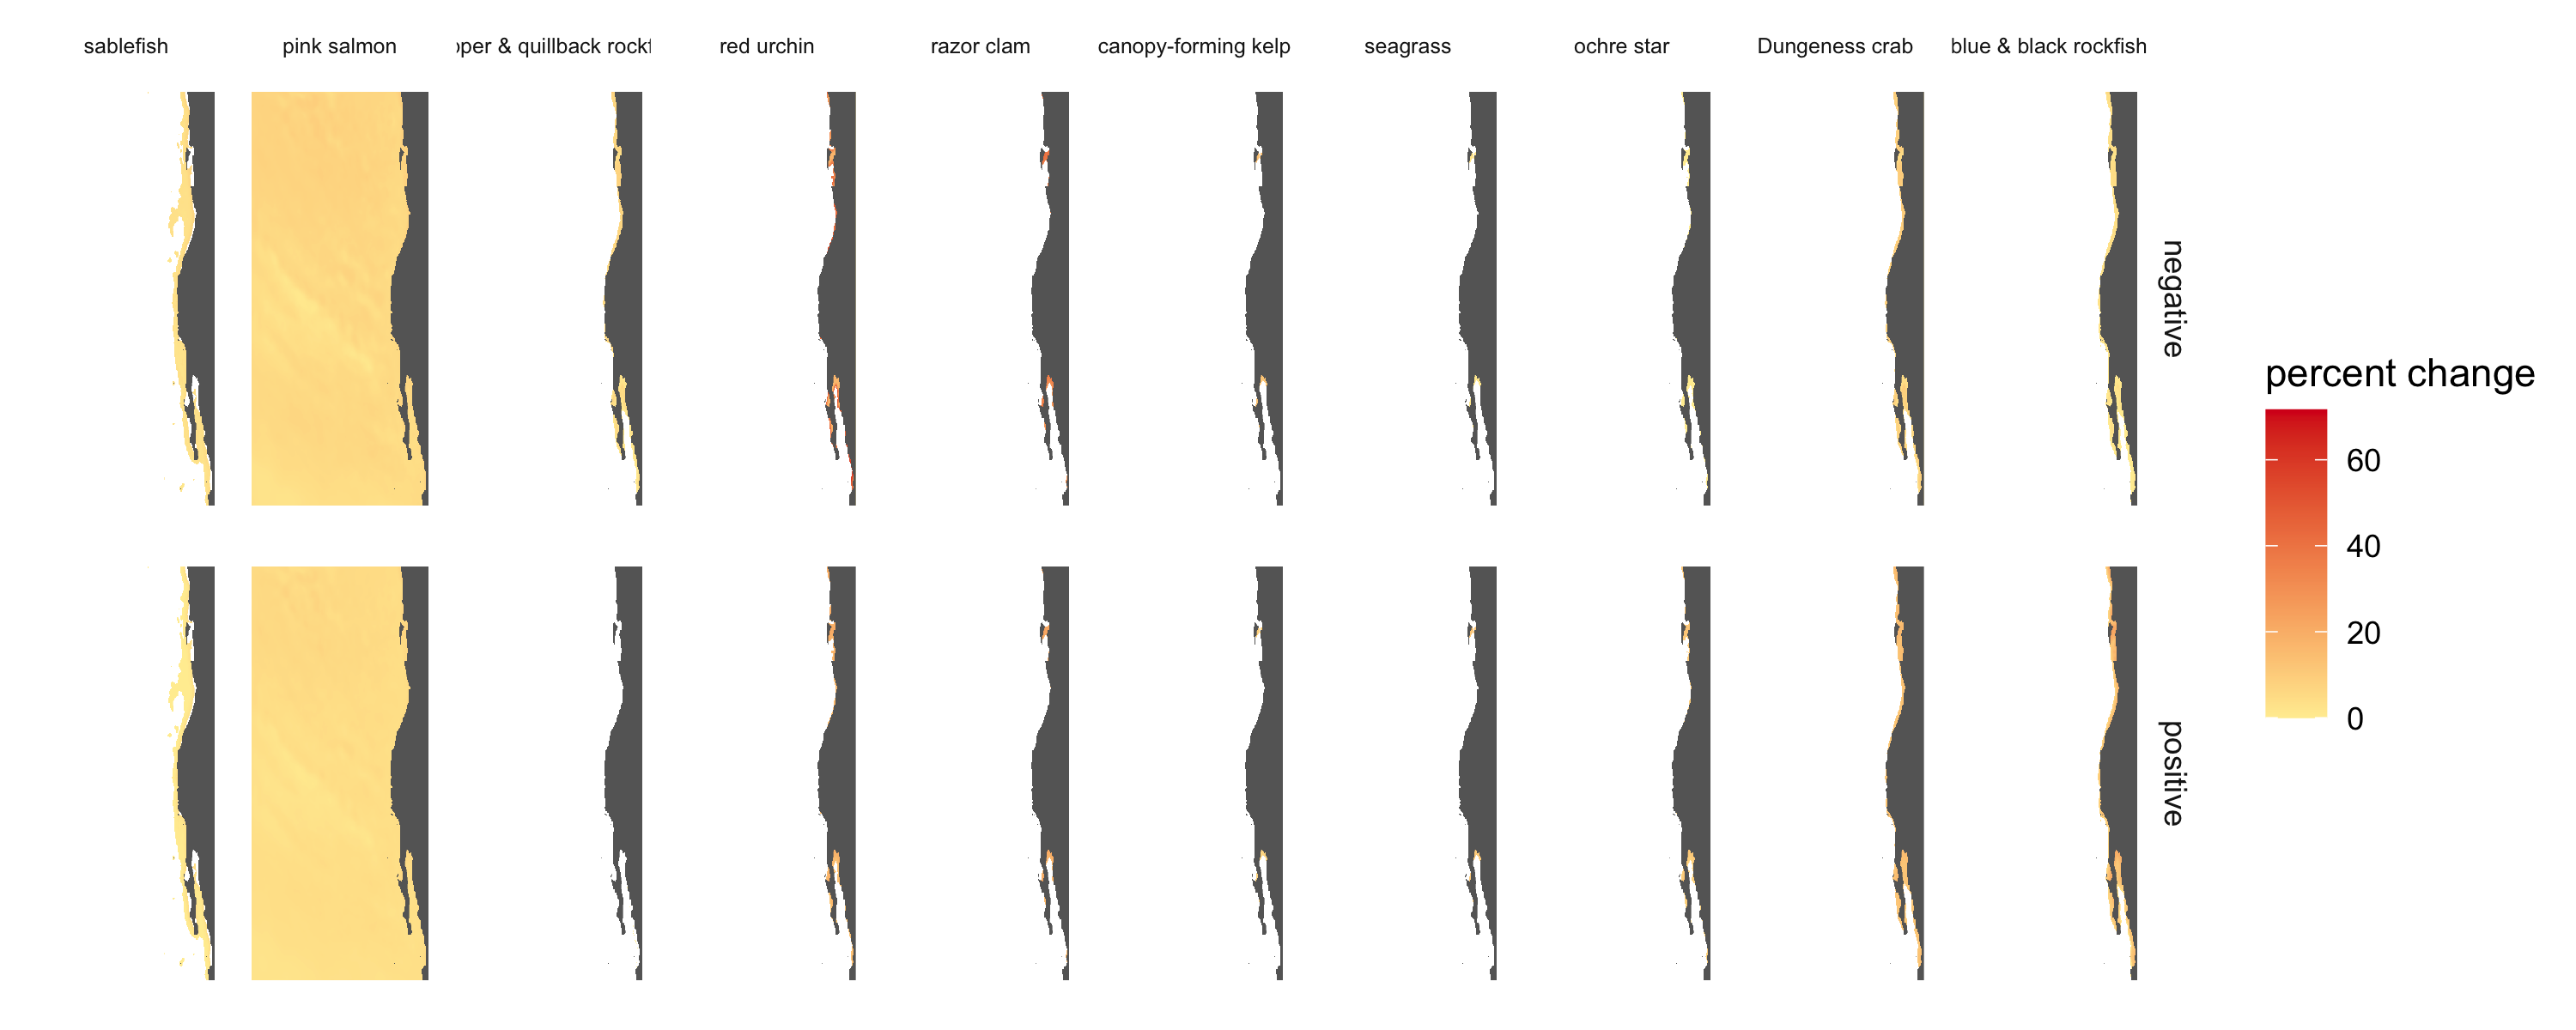 sablefish
pink salmon
pper & quillback rockf
red urchin
razor clam
canopy-forming kelp
seagrass
ochre star
Dungeness crab
blue & black rockfish
negative
positive
percent change
60
40
20
0